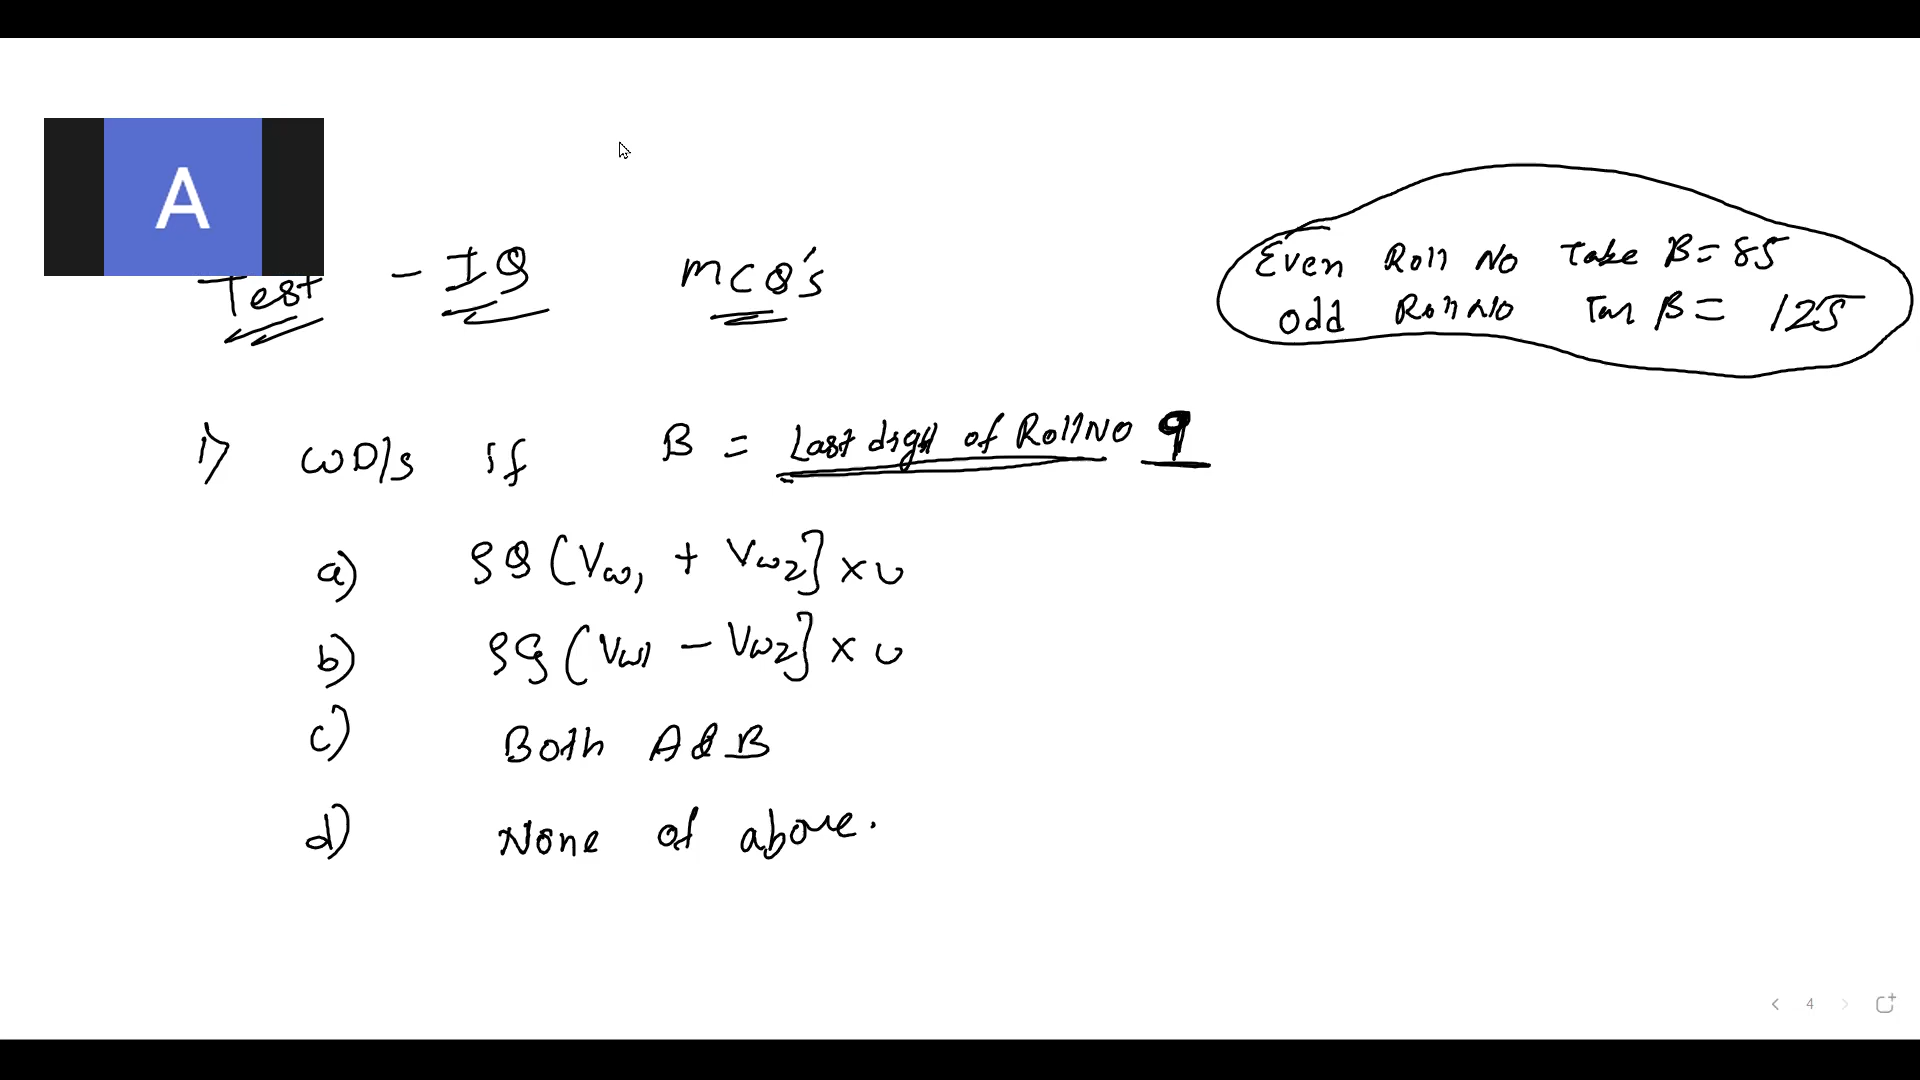 A
Test - IQ MCQ's
Even Roll No Take B = 85
odd Roll No B = 125
1) WD/s if B = Last digit of Roll No 9
a) ρQ (Vw1 + Vw2] × u
b) ρQ (Vw1 - Vw2] × u
c) Both A & B
d) None of above.
4